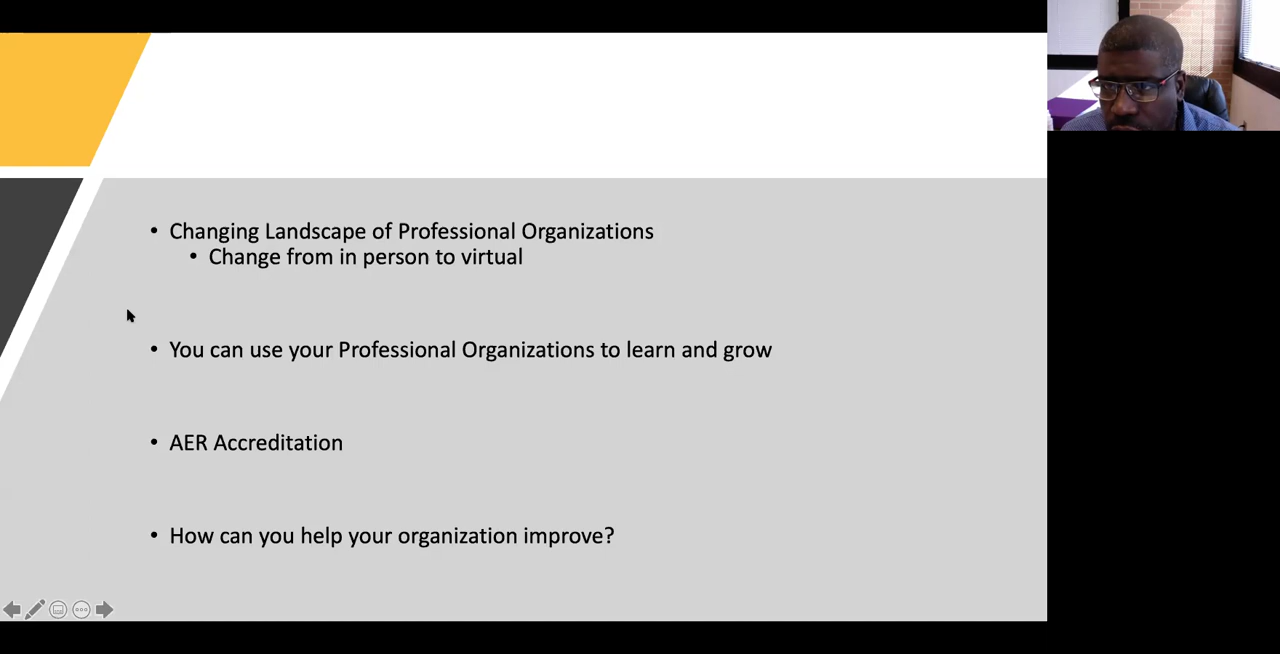 Changing Landscape of Professional Organizations
Change from in person to virtual
You can use your Professional Organizations to learn and grow
AER Accreditation
How can you help your organization improve?